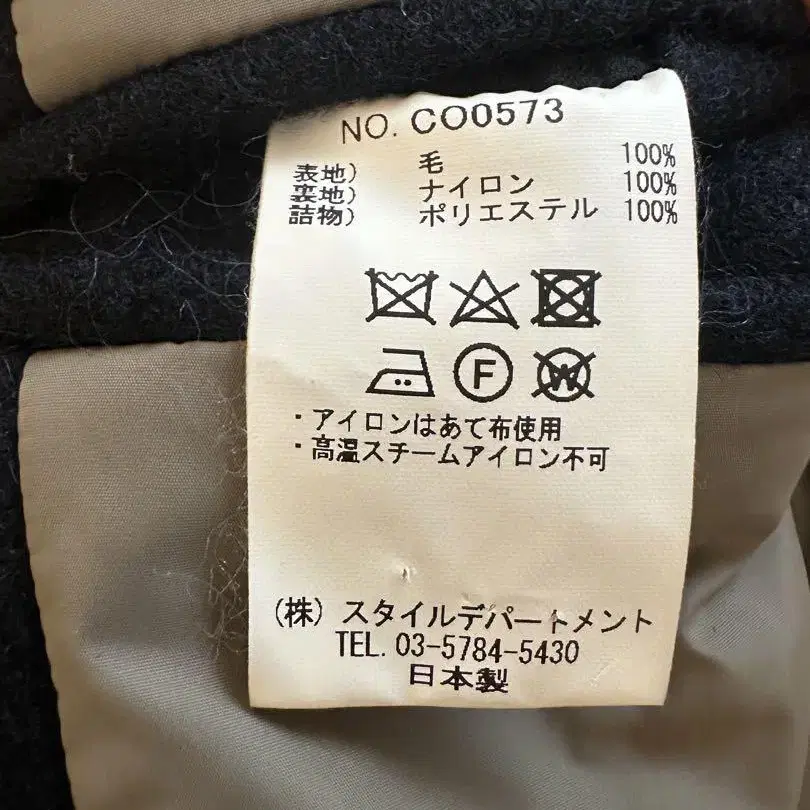 NO. CO0573
表地) 毛 100%
裏地) ナイロン 100%
詰物) ポリエステル 100%
F W
・アイロンはあて布使用
・高温スチームアイロン不可
(株) スタイルデパートメント
TEL. 03-5784-5430
日本製